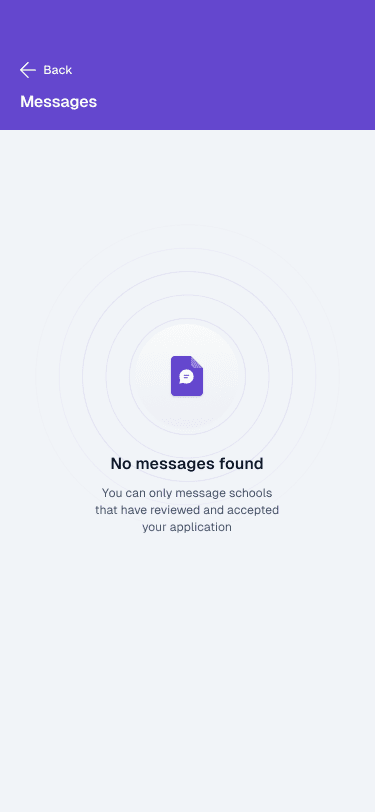 Back
Messages
No messages found
You can only message schools
that have reviewed and accepted
your application